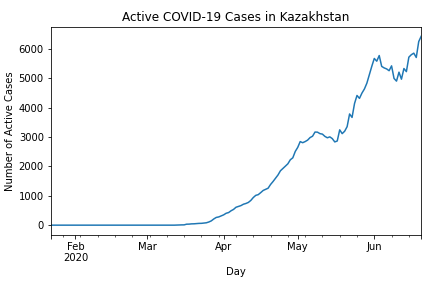 Active COVID-19 Cases in Kazakhstan
Number of Active Cases
6000
5000
4000
3000
2000
1000
0
Feb
2020
Mar
Apr
May
Jun
Day